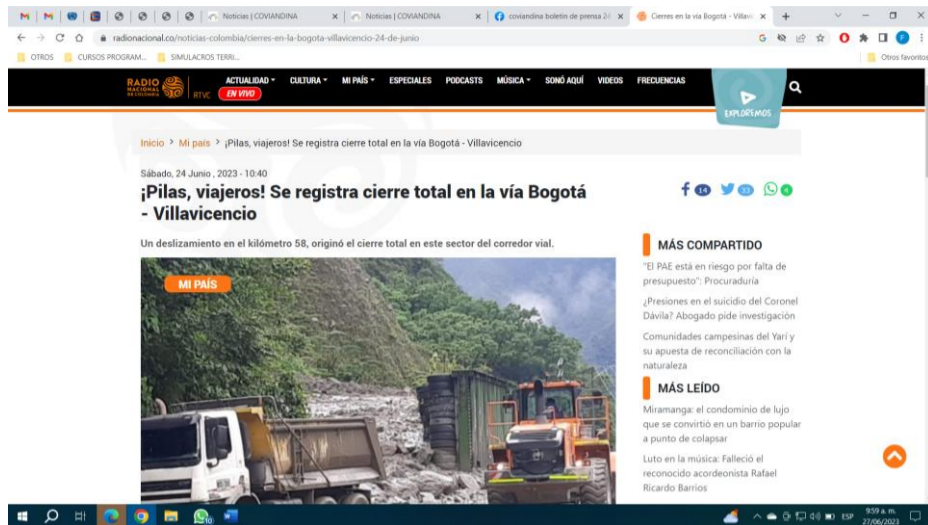 Noticias | COVIANDINA
Noticias | COVIANDINA
coviandina boletin de prensa 24
Cierres en la vía Bogotá - Villavi
radionacional.co/noticias-colombia/cierres-en-la-bogota-villavicencio-24-de-junio
OTROS
CURSOS PROGRAM...
SIMULACROS TERRI...
Otros favoritos
RADIO
NACIONAL
DE COLOMBIA
RTVC
ACTUALIDAD
CULTURA
MI PAÍS
ESPECIALES
PODCASTS
MÚSICA
SONÓ AQUÍ
VIDEOS
FRECUENCIAS
EN VIVO
EXPLOREMOS
Inicio > Mi país > ¡Pilas, viajeros! Se registra cierre total en la vía Bogotá - Villavicencio
Sábado, 24 Junio , 2023 - 10:40
¡Pilas, viajeros! Se registra cierre total en la vía Bogotá
- Villavicencio
14
33
4
Un deslizamiento en el kilómetro 58, originó el cierre total en este sector del corredor vial.
MI PAÍS
MÁS COMPARTIDO
"El PAE está en riesgo por falta de
presupuesto": Procuraduría
¿Presiones en el suicidio del Coronel
Dávila? Abogado pide investigación
Comunidades campesinas del Yarí y
su apuesta de reconciliación con la
naturaleza
MÁS LEÍDO
Miramanga: el condominio de lujo
que se convirtió en un barrio popular
a punto de colapsar
Luto en la música: Falleció el
reconocido acordeonista Rafael
Ricardo Barrios
ESP
9:59 a. m.
27/06/2023